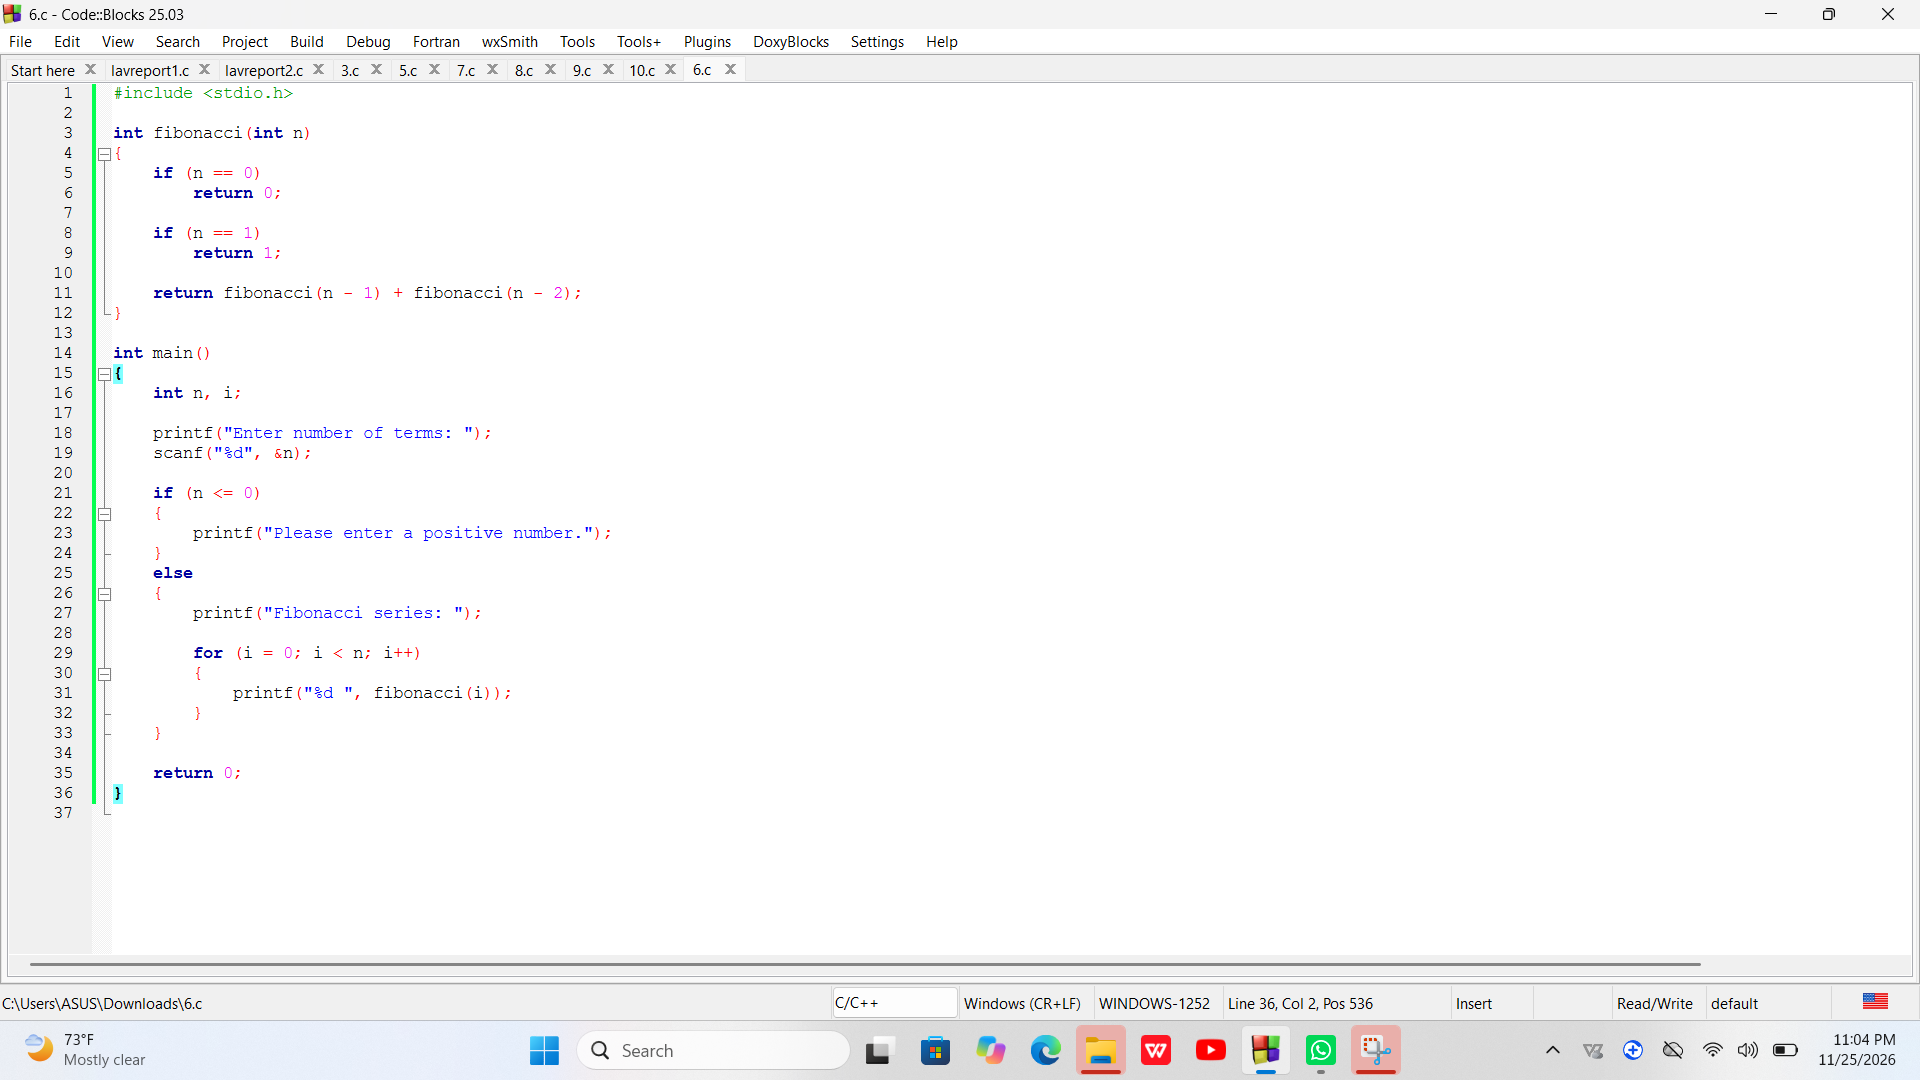 6.c - Code::Blocks 25.03
File Edit View Search Project Build Debug Fortran wxSmith Tools Tools+ Plugins DoxyBlocks Settings Help
Start here lavreport1.c lavreport2.c 3.c 5.c 7.c 8.c 9.c 10.c 6.c
1 #include <stdio.h>
2
3 int fibonacci(int n)
4 {
5     if (n == 0)
6         return 0;
7
8     if (n == 1)
9         return 1;
10
11     return fibonacci(n - 1) + fibonacci(n - 2);
12 }
13
14 int main()
15 {
16     int n, i;
17
18     printf("Enter number of terms: ");
19     scanf("%d", &n);
20
21     if (n <= 0)
22     {
23         printf("Please enter a positive number.");
24     }
25     else
26     {
27         printf("Fibonacci series: ");
28
29         for (i = 0; i < n; i++)
30         {
31             printf("%d ", fibonacci(i));
32         }
33     }
34
35     return 0;
36 }
37
C:\Users\ASUS\Downloads\6.c C/C++ Windows (CR+LF) WINDOWS-1252 Line 36, Col 2, Pos 536 Insert Read/Write default
73°F
Mostly clear
Search
11:04 PM
11/25/2026